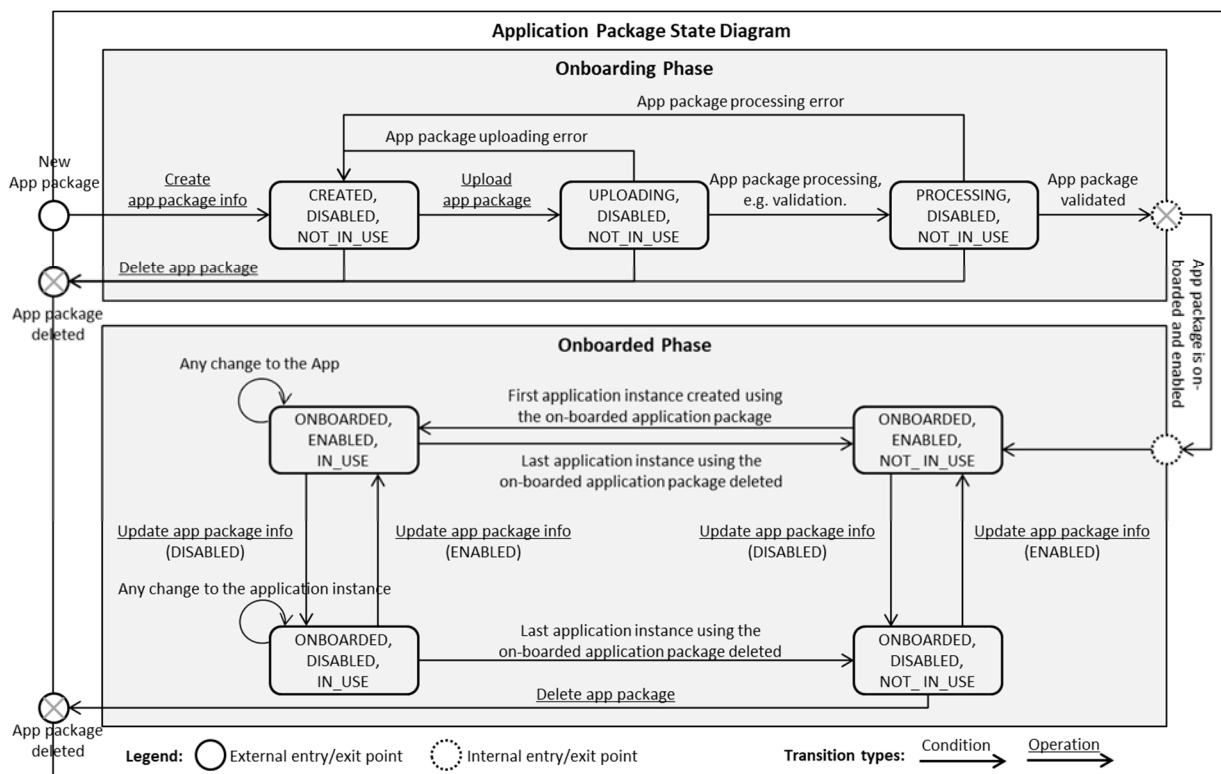 Application Package State Diagram
Onboarding Phase
App package processing error
App package uploading error
New
App package
Create
app package info
CREATED,
DISABLED,
NOT_IN_USE
Upload
app package
UPLOADING,
DISABLED,
NOT_IN_USE
App package processing,
e.g. validation.
PROCESSING,
DISABLED,
NOT_IN_USE
App package
validated
Delete app package
App package
deleted
App package is on-
boarded and enabled
Onboarded Phase
Any change to the App
First application instance created using
the on-boarded application package
ONBOARDED,
ENABLED,
IN_USE
ONBOARDED,
ENABLED,
NOT_ IN_USE
Last application instance using the
on-boarded application package deleted
Update app package info
(DISABLED)
Update app package info
(ENABLED)
Update app package info
(DISABLED)
Update app package info
(ENABLED)
Any change to the application instance
ONBOARDED,
DISABLED,
IN_USE
Last application instance using the
on-boarded application package deleted
ONBOARDED,
DISABLED,
NOT_ IN_USE
Delete app package
App package
deleted
Legend:
External entry/exit point
Internal entry/exit point
Transition types:
Condition
Operation